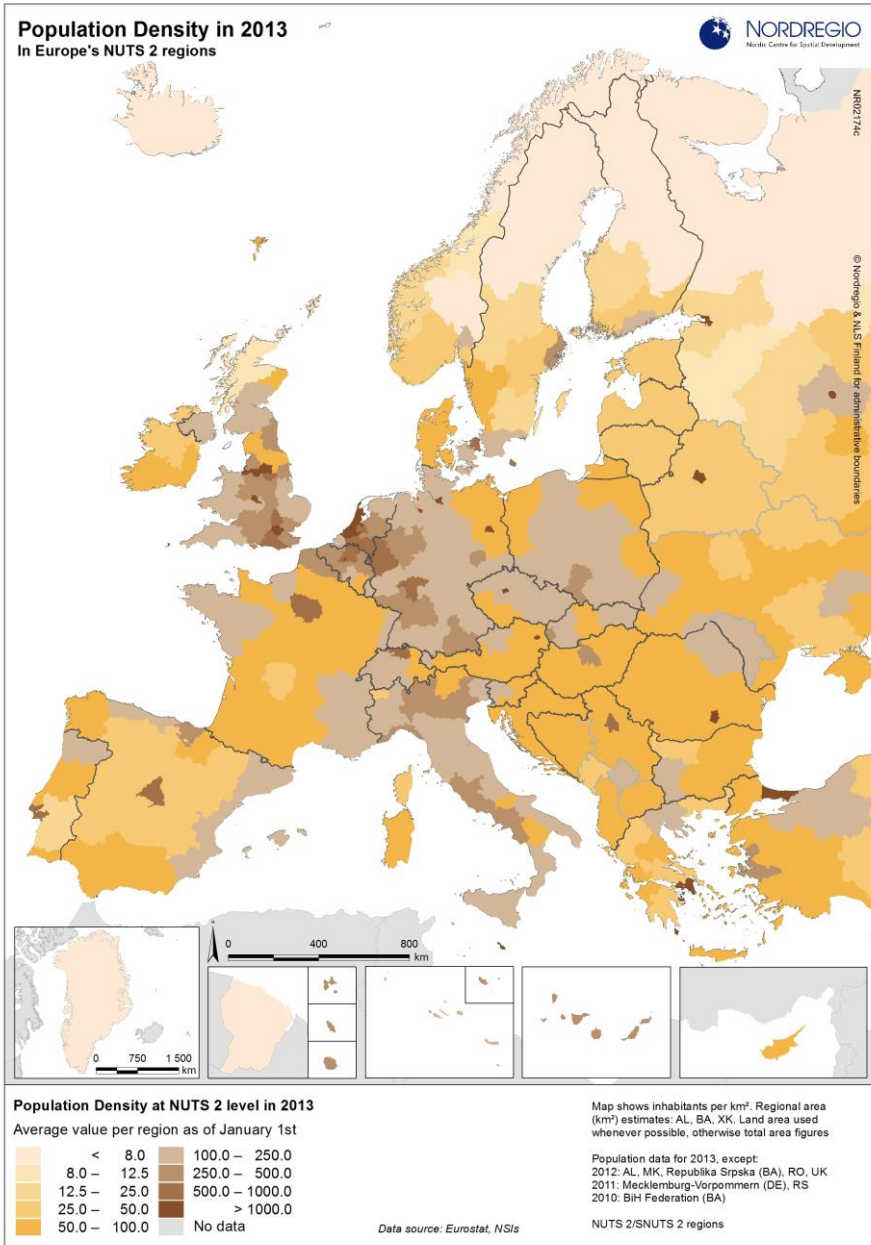 Population Density in 2013
In Europe's NUTS 2 regions
NORDREGIO
Nordic Centre for Spatial Development
NR02174c
© Nordregio & NLS Finland for administrative boundaries
0 400 800
km
0 750 1 500
km
Population Density at NUTS 2 level in 2013
Average value per region as of January 1st
< 8.0
8.0 – 12.5
12.5 – 25.0
25.0 – 50.0
50.0 – 100.0
100.0 – 250.0
250.0 – 500.0
500.0 – 1000.0
> 1000.0
No data
Data source: Eurostat, NSIs
Map shows inhabitants per km². Regional area
(km²) estimates: AL, BA, XK. Land area used
whenever possible, otherwise total area figures
Population data for 2013, except:
2012: AL, MK, Republika Srpska (BA), RO, UK
2011: Mecklemburg-Vorpommern (DE), RS
2010: BiH Federation (BA)
NUTS 2/SNUTS 2 regions